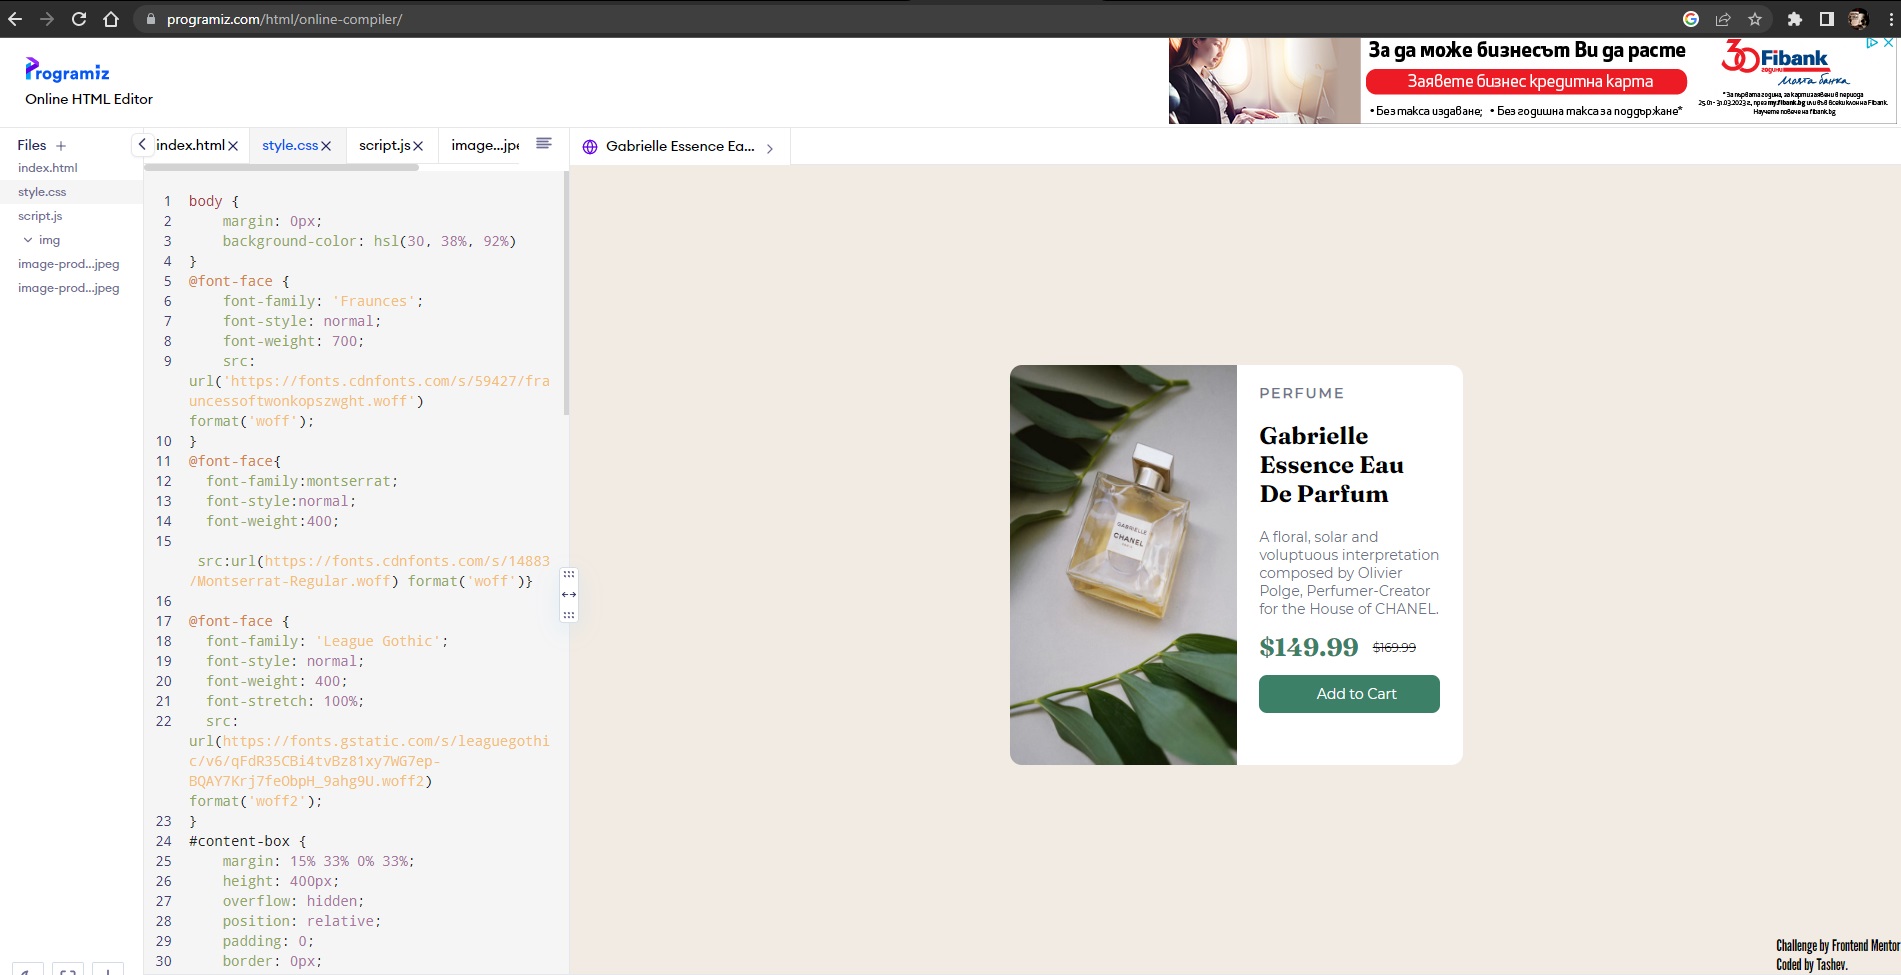 programiz.com/html/online-compiler/
Programiz
Online HTML Editor
За да може бизнесът Ви да расте
Заявете бизнес кредитна карта
• Без такса издаване; • Без годишна такса за поддържане*
30 години
Fibank
Моята банка
*За първата година, за карти заявени в периода
25.01 - 31.03.2023 г., през my.fibank.bg или във всеки клон на Fibank.
Научете повече на fibank.bg
Files +
index.html
style.css
script.js
img
image-prod...jpeg
image-prod...jpeg
index.html
style.css
script.js
image...jpe
Gabrielle Essence Ea...
1 body {
2 margin: 0px;
3 background-color: hsl(30, 38%, 92%)
4 }
5 @font-face {
6 font-family: 'Fraunces';
7 font-style: normal;
8 font-weight: 700;
9 src:
url('https://fonts.cdnfonts.com/s/59427/fra
uncessoftwonkopszwght.woff')
format('woff');
10 }
11 @font-face{
12 font-family:montserrat;
13 font-style:normal;
14 font-weight:400;
15
src:url(https://fonts.cdnfonts.com/s/14883
/Montserrat-Regular.woff) format('woff')}
16
17 @font-face {
18 font-family: 'League Gothic';
19 font-style: normal;
20 font-weight: 400;
21 font-stretch: 100%;
22 src:
url(https://fonts.gstatic.com/s/leaguegothi
c/v6/qFdR35CBi4tvBz81xy7WG7ep-
BQAY7Krj7feObpH_9ahg9U.woff2)
format('woff2');
23 }
24 #content-box {
25 margin: 15% 33% 0% 33%;
26 height: 400px;
27 overflow: hidden;
28 position: relative;
29 padding: 0;
30 border: 0px;
GABRIELLE
CHANEL
PARIS
PERFUME
Gabrielle
Essence Eau
De Parfum
A floral, solar and
voluptuous interpretation
composed by Olivier
Polge, Perfumer-Creator
for the House of CHANEL.
$149.99 $169.99
Add to Cart
Challenge by Frontend Mentor
Coded by Tashev.